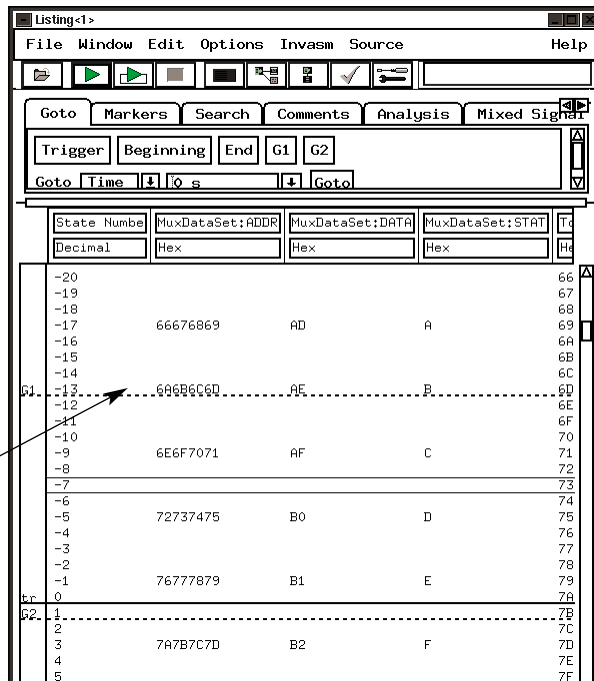 Listing<1>
File Window Edit Options Invasm Source Help
Goto Markers Search Comments Analysis Mixed Signal
Trigger Beginning End G1 G2
Goto Time 0 s Goto
State Numbe MuxDataSet:ADDR MuxDataSet:DATA MuxDataSet:STAT
Decimal Hex Hex Hex He
-20 66
-19 67
-18 68
-17 66676869 AD A 69
-16 6A
-15 6B
-14 6C
G1 -13 6A6B6C6D AE B 6D
-12 6E
-11 6F
-10 70
-9 6E6F7071 AF C 71
-8 72
-7 73
-6 74
-5 72737475 B0 D 75
-4 76
-3 77
-2 78
-1 76777879 B1 E 79
tr 0 7A
G2 1 7B
2 7C
3 7A7B7C7D B2 F 7D
4 7E
5 7F